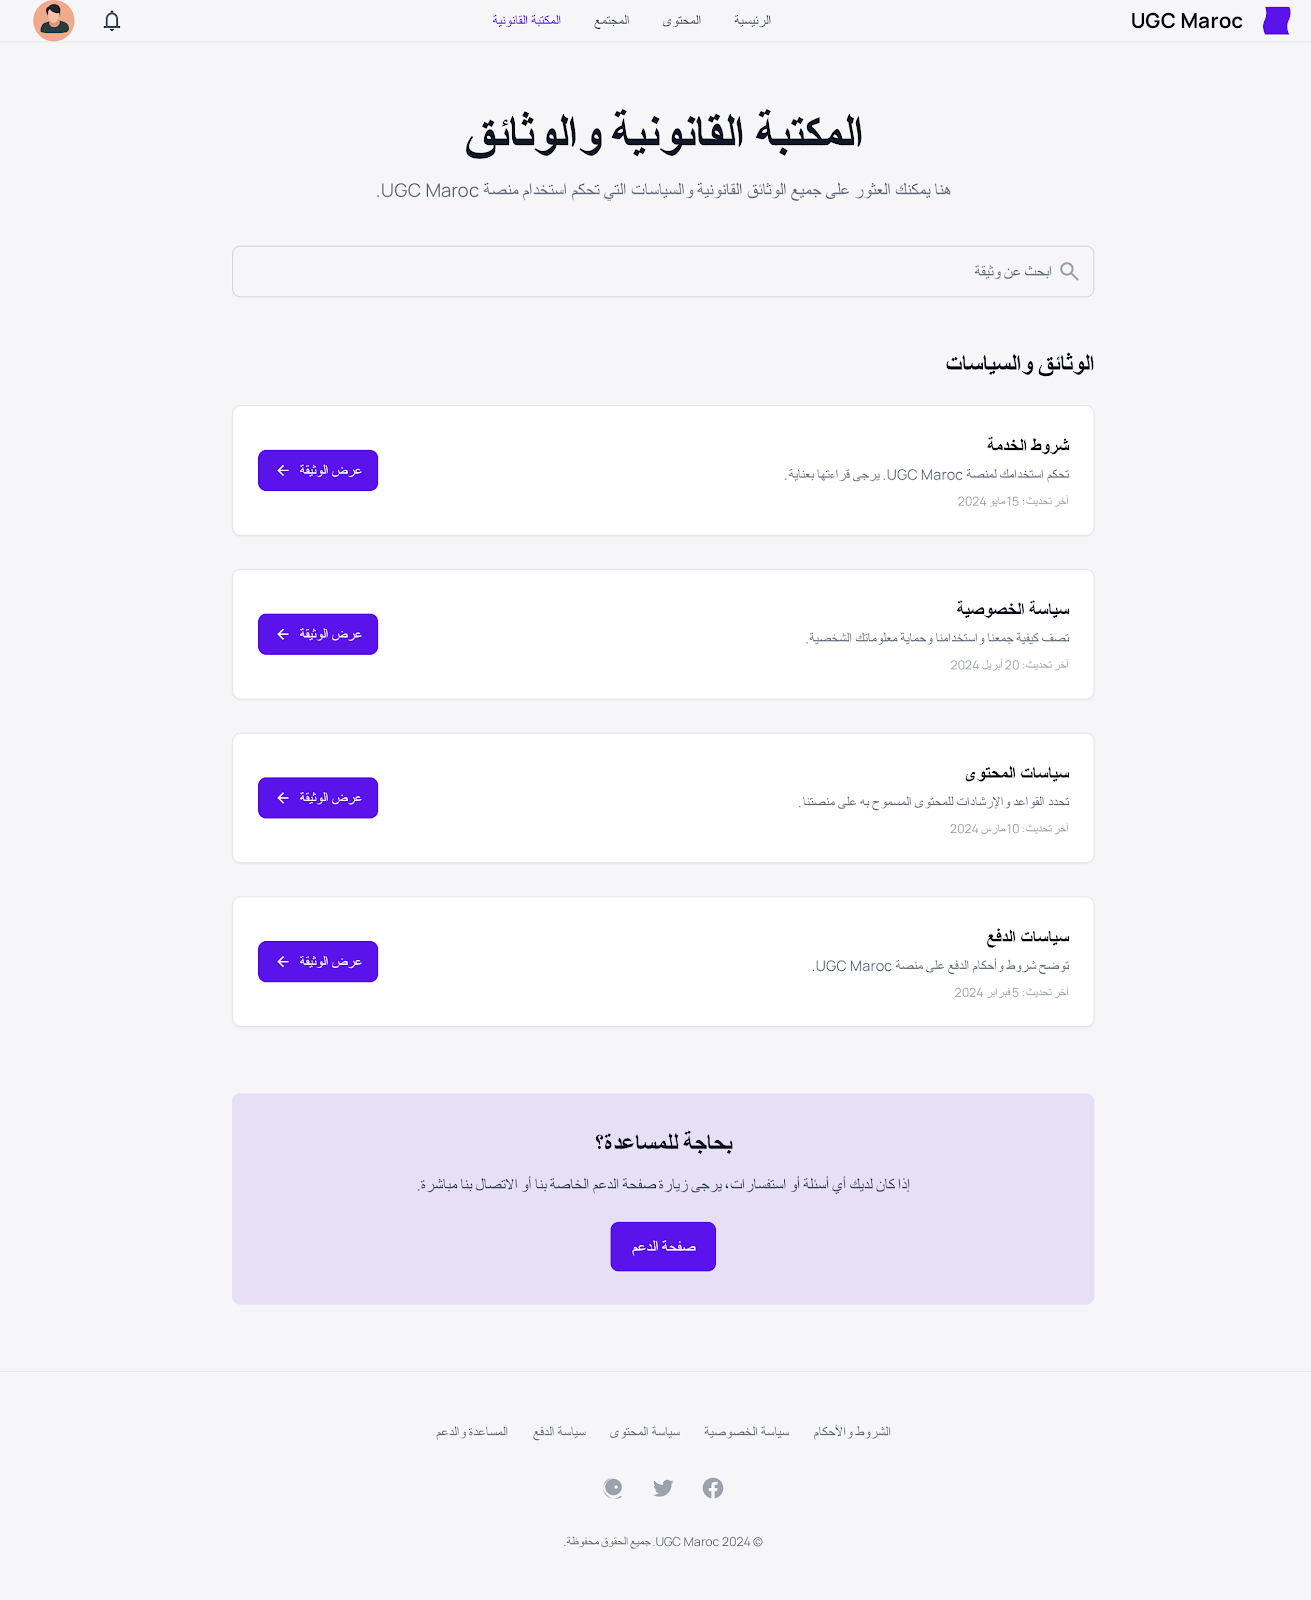 UGC Maroc
الرئيسية
المحتوى
المجتمع
المكتبة القانونية
المكتبة القانونية والوثائق
هنا يمكنك العثور على جميع الوثائق القانونية والسياسات التي تحكم استخدام منصة UGC Maroc.
ابحث عن وثيقة
الوثائق والسياسات
شروط الخدمة
تحكم استخدامك لمنصة UGC Maroc. يرجى قراءتها بعناية.
آخر تحديث: 15 مايو 2024
عرض الوثيقة
سياسة الخصوصية
تصف كيفية جمعنا واستخدامنا وحماية معلوماتك الشخصية.
آخر تحديث: 20 أبريل 2024
عرض الوثيقة
سياسات المحتوى
تحدد القواعد والإرشادات للمحتوى المسموح به على منصتنا.
آخر تحديث: 10 مارس 2024
عرض الوثيقة
سياسات الدفع
توضح شروط وأحكام الدفع على منصة UGC Maroc.
آخر تحديث: 5 فبراير 2024
عرض الوثيقة
بحاجة للمساعدة؟
إذا كان لديك أي أسئلة أو استفسارات، يرجى زيارة صفحة الدعم الخاصة بنا أو الاتصال بنا مباشرة.
صفحة الدعم
الشروط والأحكام
سياسة الخصوصية
سياسة المحتوى
سياسة الدفع
المساعدة والدعم
© 2024 UGC Maroc. جميع الحقوق محفوظة.